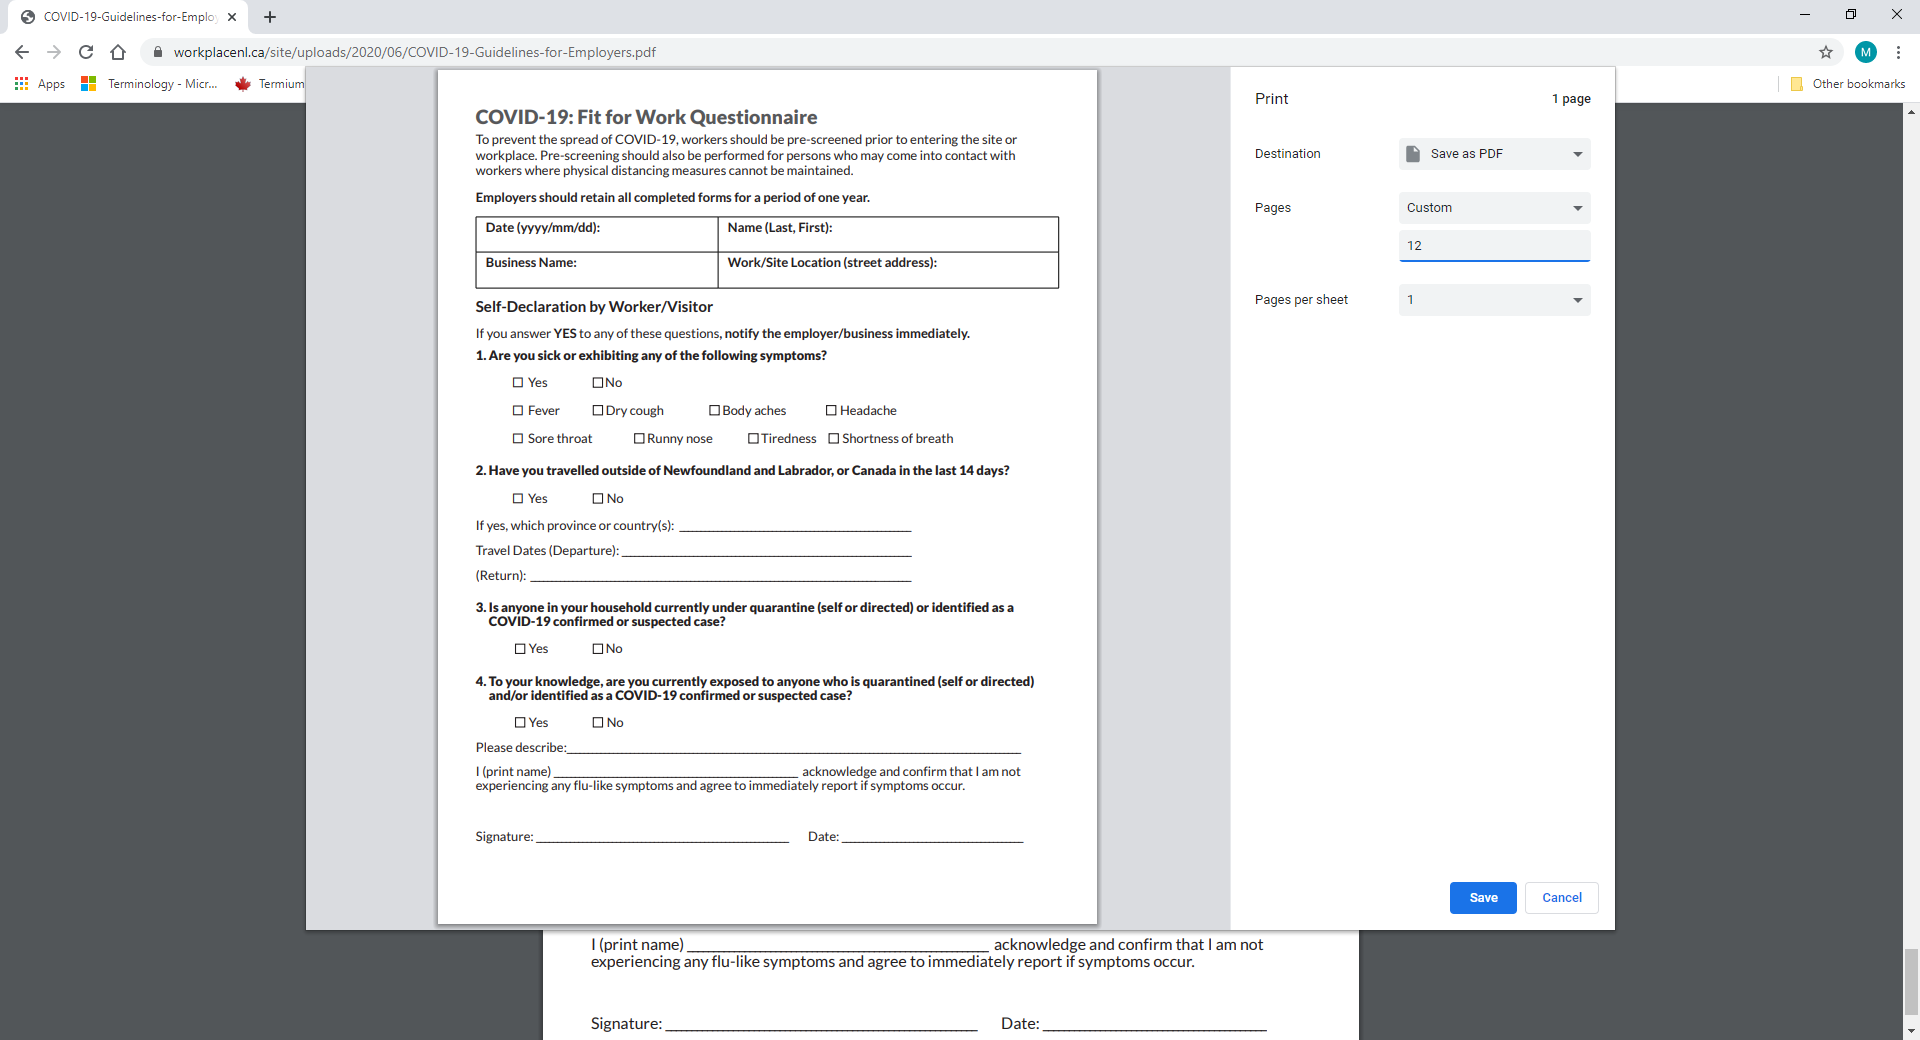 COVID-19-Guidelines-for-Emplo
workplacenl.ca/site/uploads/2020/06/COVID-19-Guidelines-for-Employers.pdf
M
Apps
Terminology - Micr...
Termium
Other bookmarks
COVID-19: Fit for Work Questionnaire
To prevent the spread of COVID-19, workers should be pre-screened prior to entering the site or
workplace. Pre-screening should also be performed for persons who may come into contact with
workers where physical distancing measures cannot be maintained.
Employers should retain all completed forms for a period of one year.
Date (yyyy/mm/dd):
Name (Last, First):
Business Name:
Work/Site Location (street address):
Self-Declaration by Worker/Visitor
If you answer YES to any of these questions, notify the employer/business immediately.
1. Are you sick or exhibiting any of the following symptoms?
☐ Yes ☐ No
☐ Fever ☐ Dry cough ☐ Body aches ☐ Headache
☐ Sore throat ☐ Runny nose ☐ Tiredness ☐ Shortness of breath
2. Have you travelled outside of Newfoundland and Labrador, or Canada in the last 14 days?
☐ Yes ☐ No
If yes, which province or country(s): ____
Travel Dates (Departure): ____
(Return): ____
3. Is anyone in your household currently under quarantine (self or directed) or identified as a
COVID-19 confirmed or suspected case?
☐ Yes ☐ No
4. To your knowledge, are you currently exposed to anyone who is quarantined (self or directed)
and/or identified as a COVID-19 confirmed or suspected case?
☐ Yes ☐ No
Please describe: ____
I (print name) ____ acknowledge and confirm that I am not
experiencing any flu-like symptoms and agree to immediately report if symptoms occur.
Signature: ____ Date: ____
Print
1 page
Destination
Save as PDF
Pages
Custom
12
Pages per sheet
1
Save
Cancel
I (print name) ____ acknowledge and confirm that I am not
experiencing any flu-like symptoms and agree to immediately report if symptoms occur.
Signature: ____ Date: ____